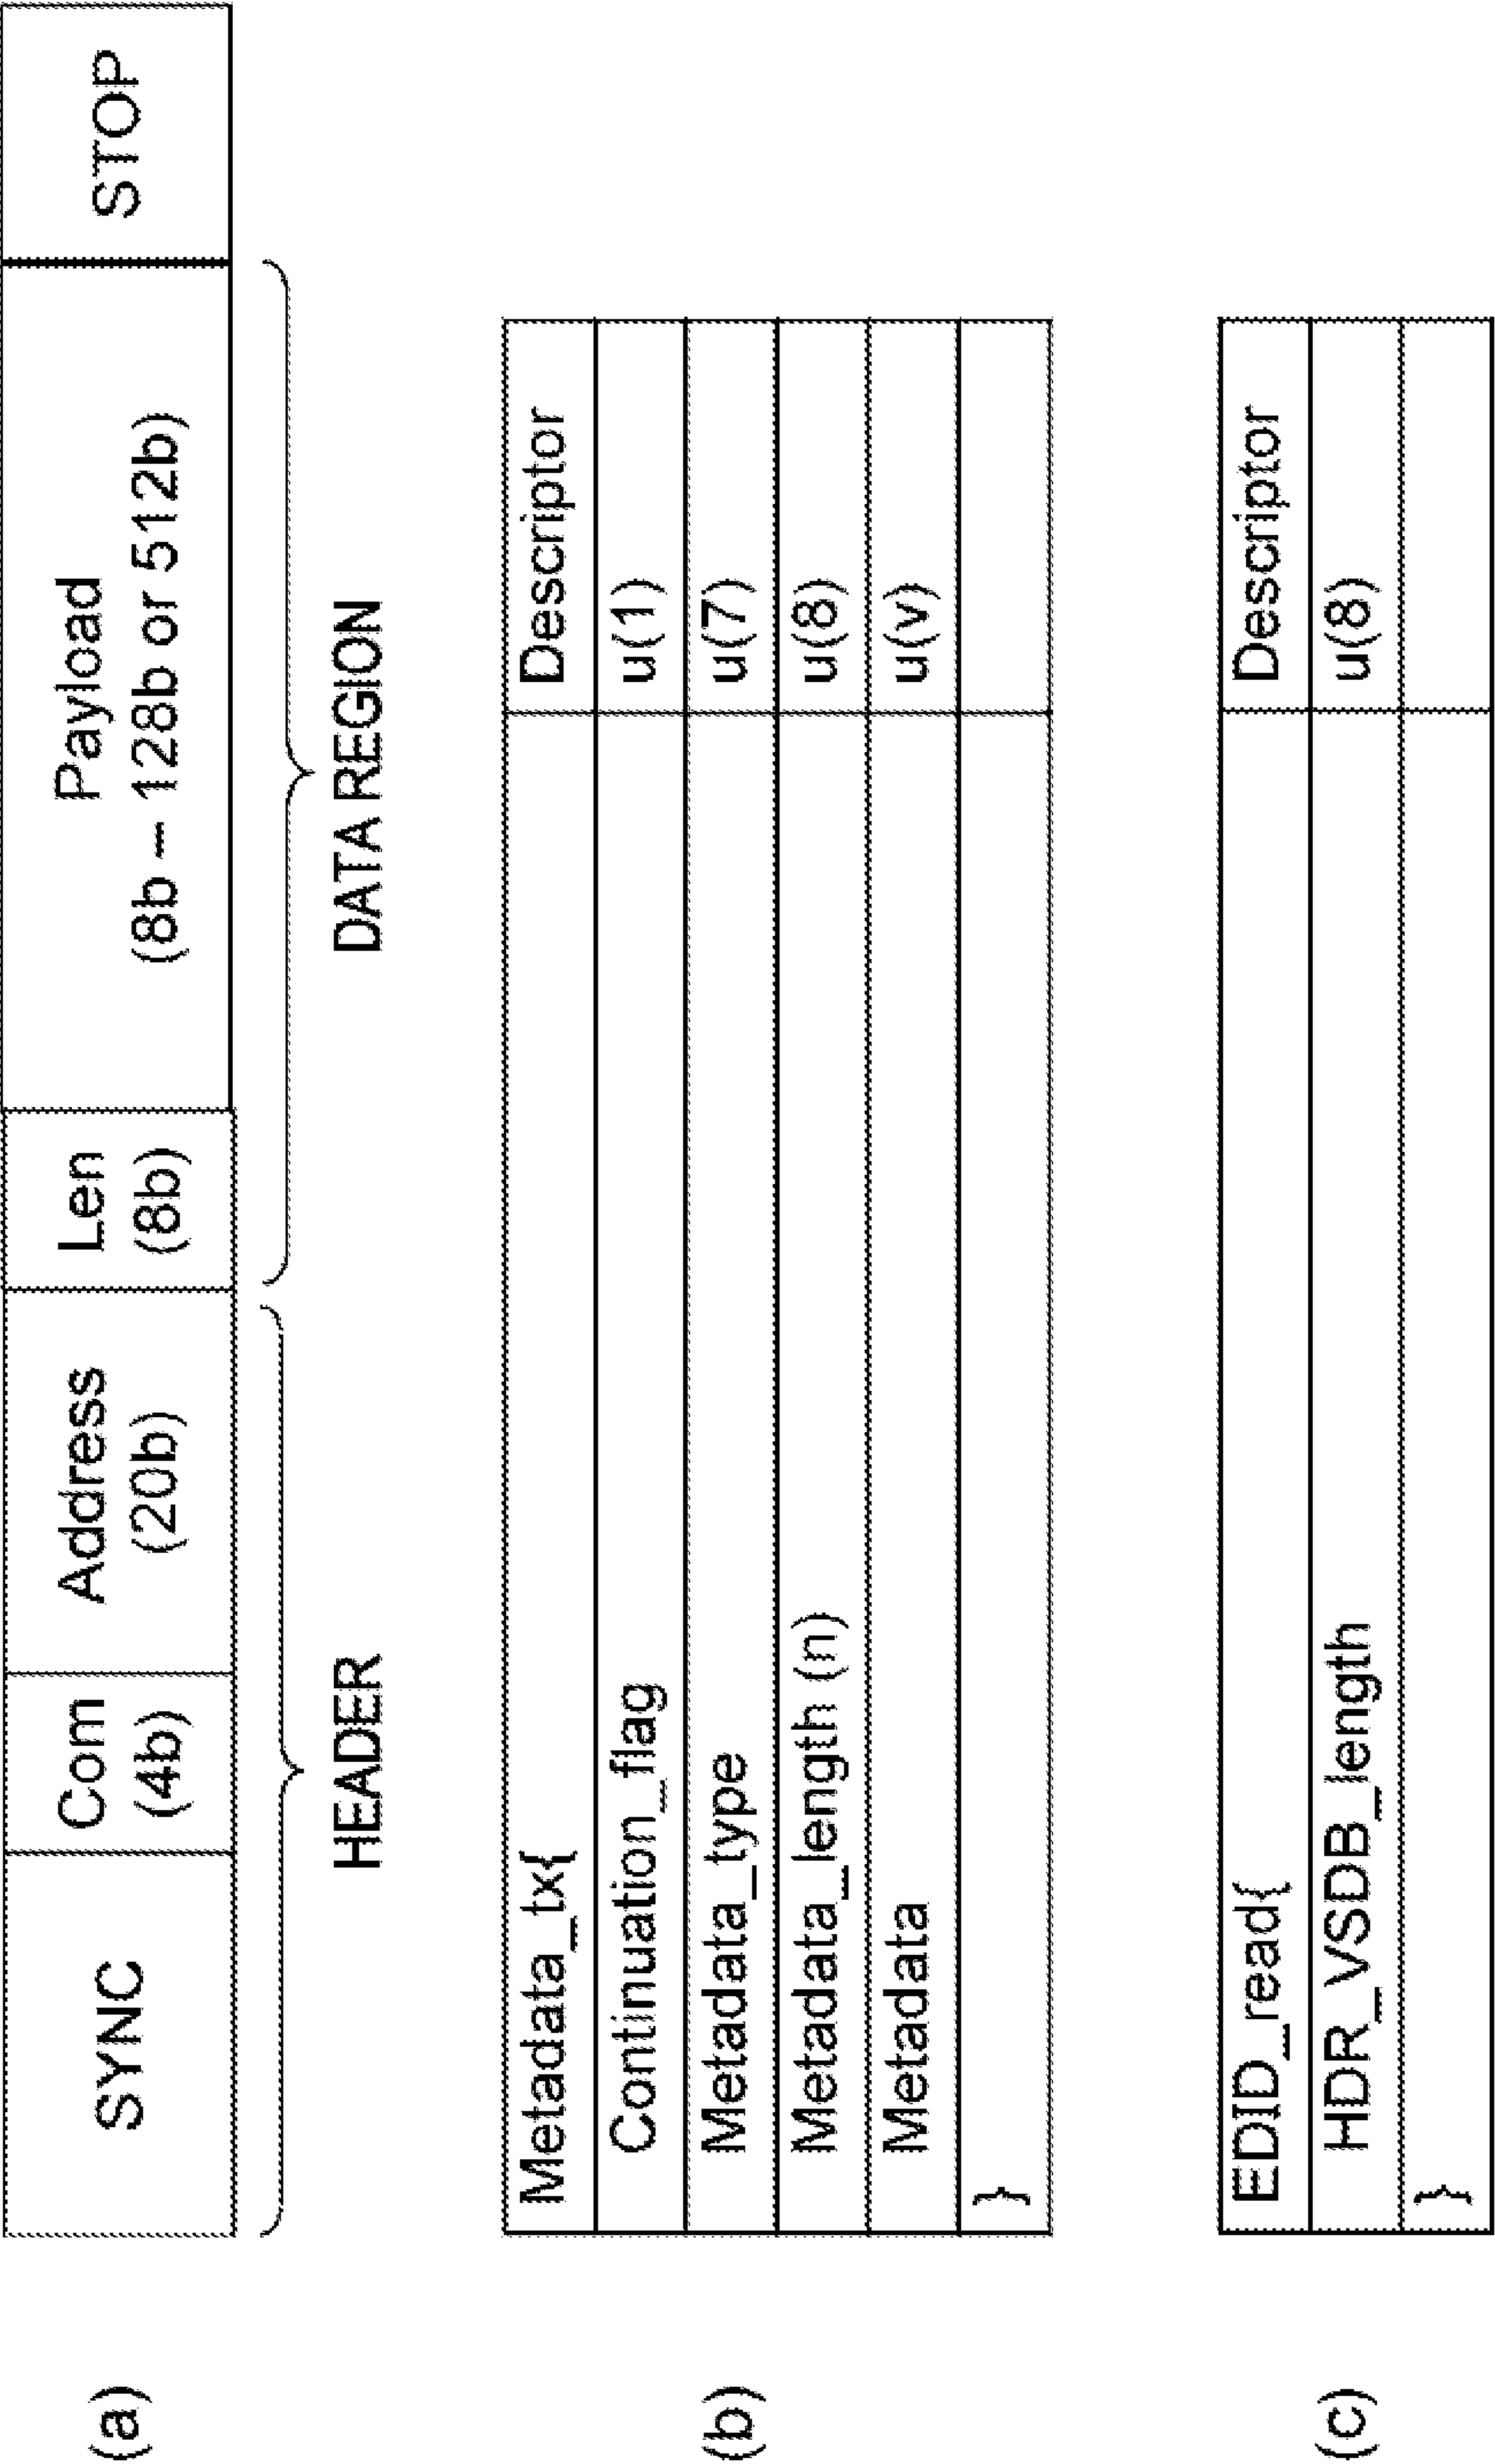 (a)
SYNC
Com
(4b)
Address
(20b)
Len
(8b)
Payload
(8b – 128b or 512b)
STOP
HEADER
DATA REGION
(b)
Metadata_tx{
Descriptor
Continuation_flag
u(1)
Metadata_type
u(7)
Metadata_length (n)
u(8)
Metadata
u(v)
}
(c)
EDID_read{
Descriptor
HDR_VSDB_length
u(8)
}